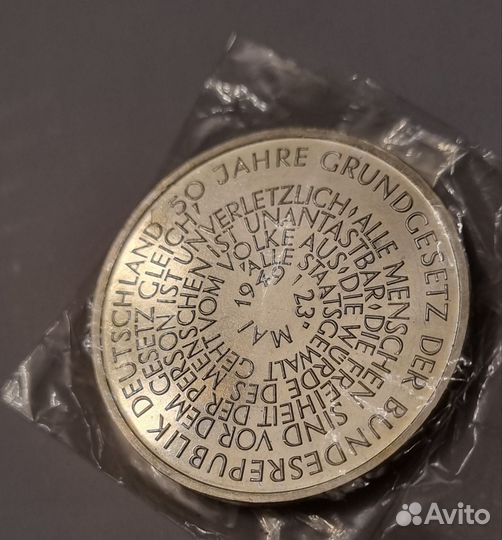 50 JAHRE GRUNDGESETZ DER BUNDESREPUBLIK DEUTSCHLAND
'ALLE MENSCHEN SIND VOR DEM GESETZ GLEICH'
'DIE FREIHEIT DER PERSON IST UNVERLETZLICH'
'DIE WÜRDE DES MENSCHEN IST UNANTASTBAR'
'ALLE STAATSGEWALT GEHT VOM VOLKE AUS'
23. MAI 1949
Avito